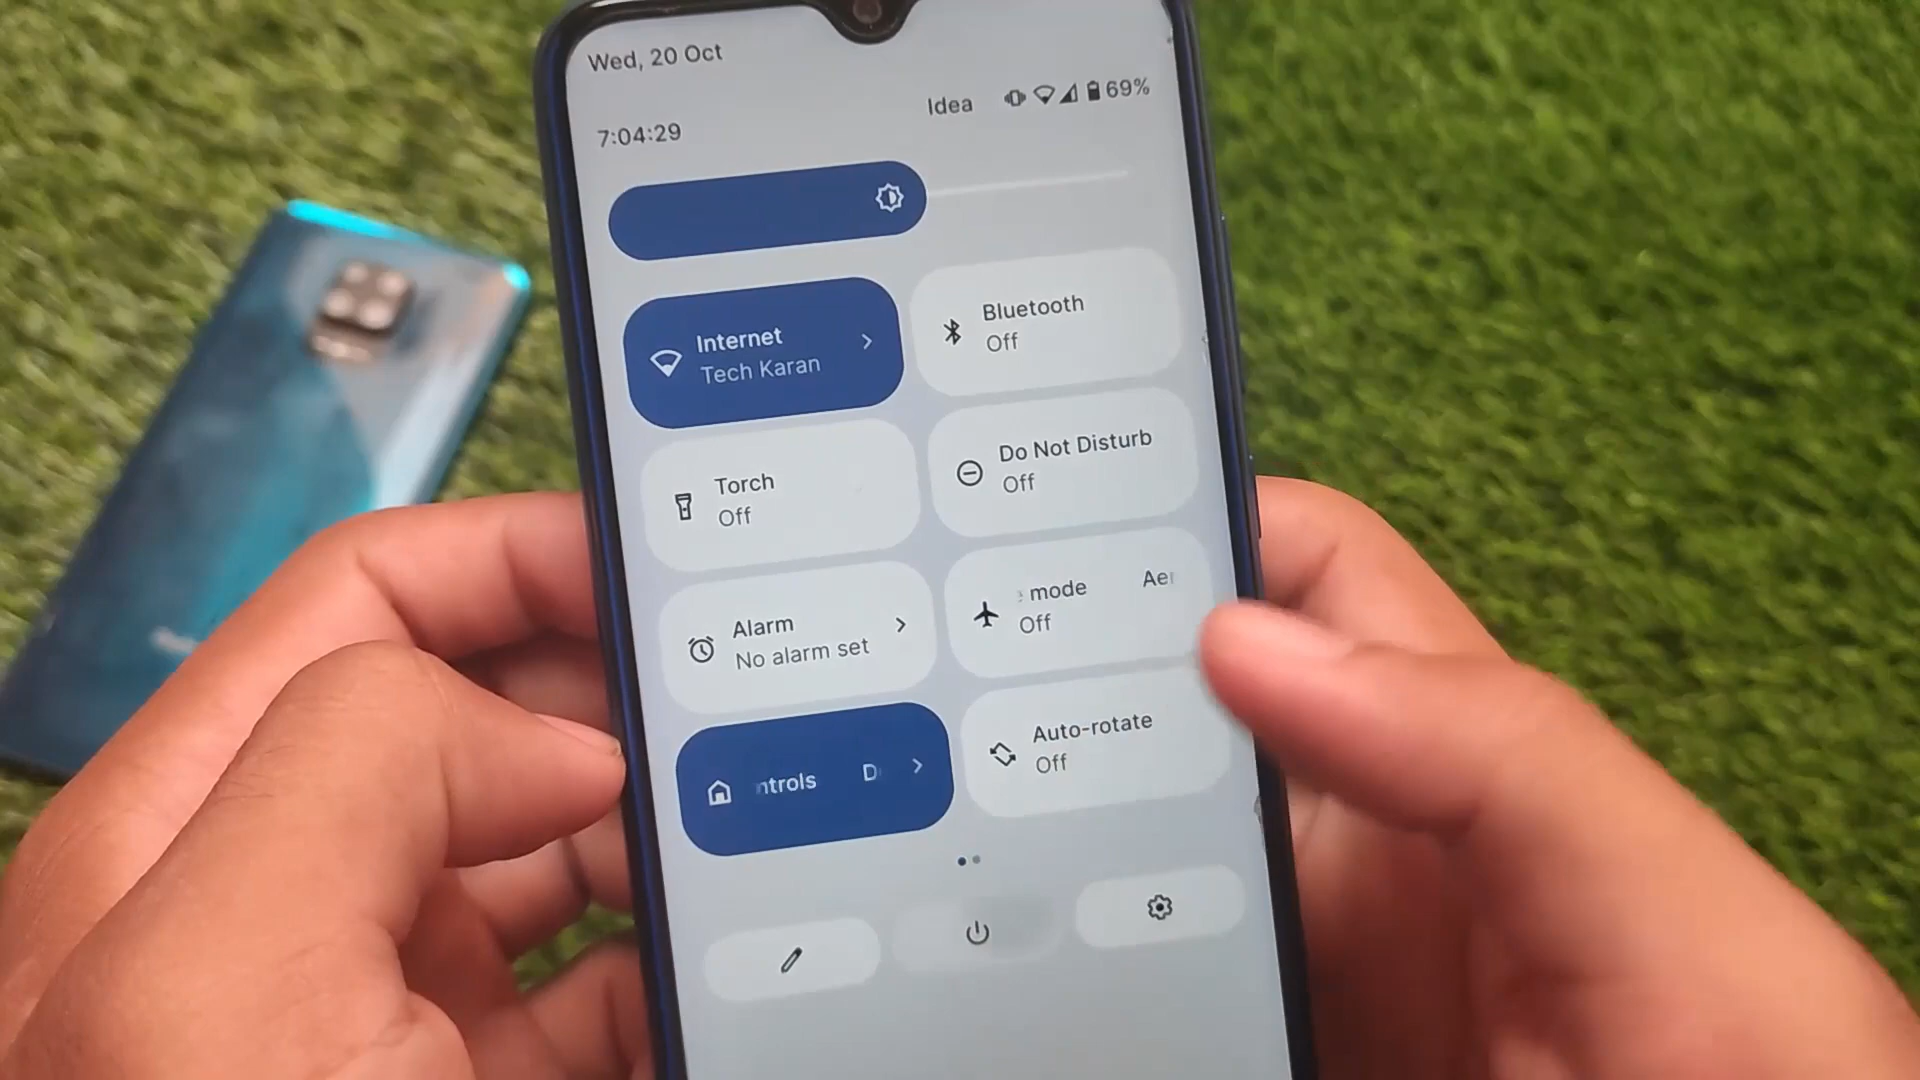 Wed, 20 Oct
Idea 69%
7:04:29
Internet
Tech Karan
Bluetooth
Off
Torch
Off
Do Not Disturb
Off
Alarm
No alarm set
mode Aer
Off
ntrols D
Auto-rotate
Off